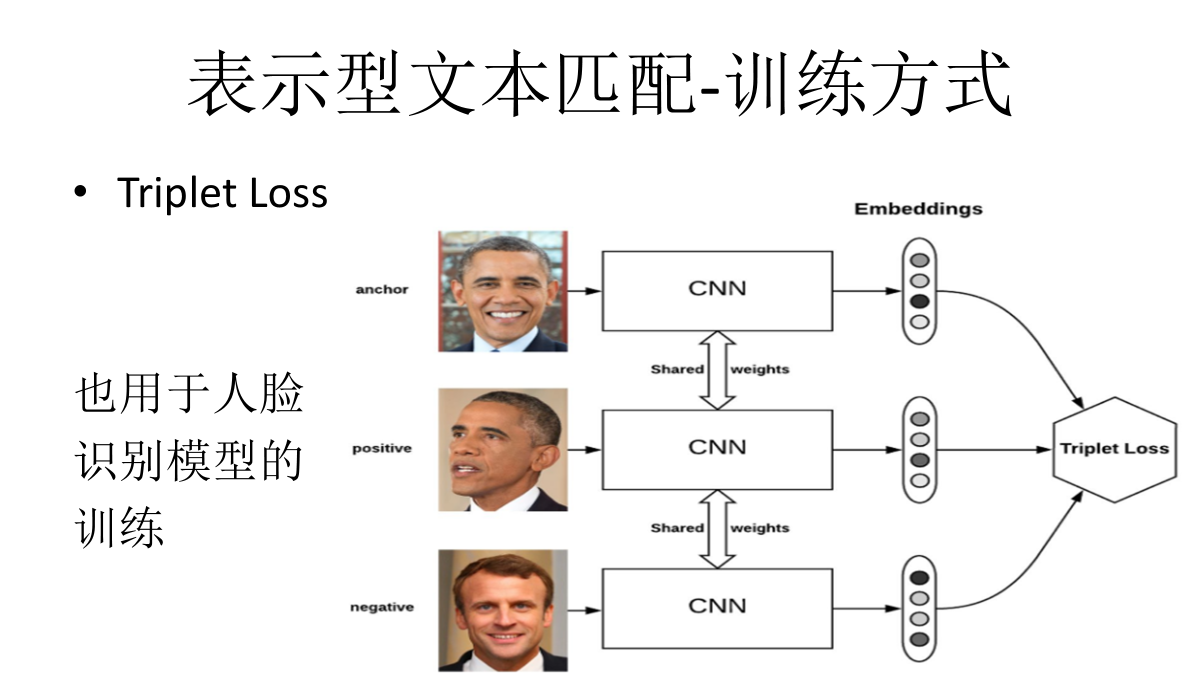 表示型文本匹配-训练方式
• Triplet Loss
也用于人脸
识别模型的
训练
Embeddings
anchor
CNN
Shared weights
positive
CNN
Triplet Loss
Shared weights
negative
CNN